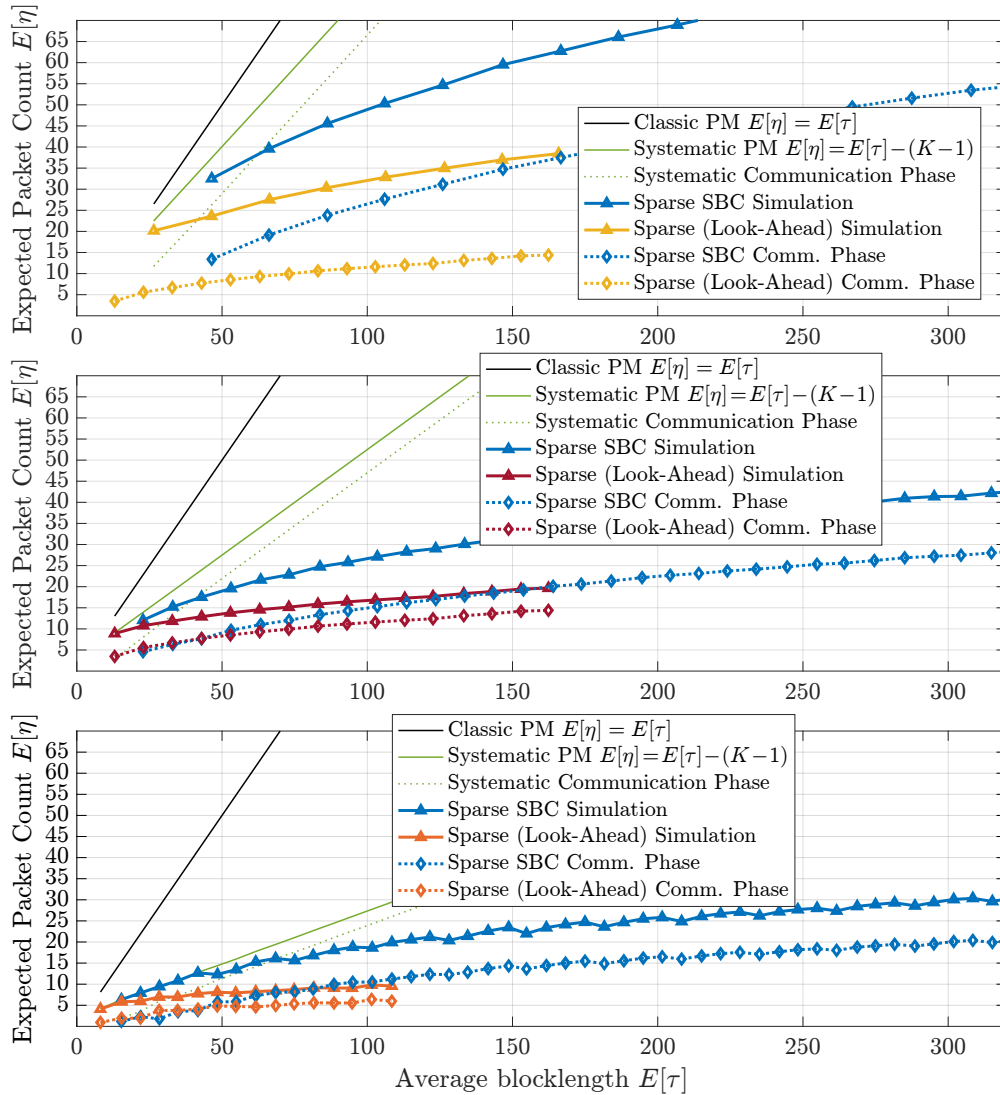 Expected Packet Count E[η]
65
60
55
50
45
40
35
30
25
20
15
10
5
Classic PM E[η] = E[τ]
Systematic PM E[η]=E[τ]−(K−1)
Systematic Communication Phase
Sparse SBC Simulation
Sparse (Look-Ahead) Simulation
Sparse SBC Comm. Phase
Sparse (Look-Ahead) Comm. Phase
0 50 100 150 200 250 300
Expected Packet Count E[η]
65
60
55
50
45
40
35
30
25
20
15
10
5
Classic PM E[η] = E[τ]
Systematic PM E[η]=E[τ]−(K−1)
Systematic Communication Phase
Sparse SBC Simulation
Sparse (Look-Ahead) Simulation
Sparse SBC Comm. Phase
Sparse (Look-Ahead) Comm. Phase
0 50 100 150 200 250 300
Expected Packet Count E[η]
65
60
55
50
45
40
35
30
25
20
15
10
5
Classic PM E[η] = E[τ]
Systematic PM E[η]=E[τ]−(K−1)
Systematic Communication Phase
Sparse SBC Simulation
Sparse (Look-Ahead) Simulation
Sparse SBC Comm. Phase
Sparse (Look-Ahead) Comm. Phase
0 50 100 150 200 250 300
Average blocklength E[τ]